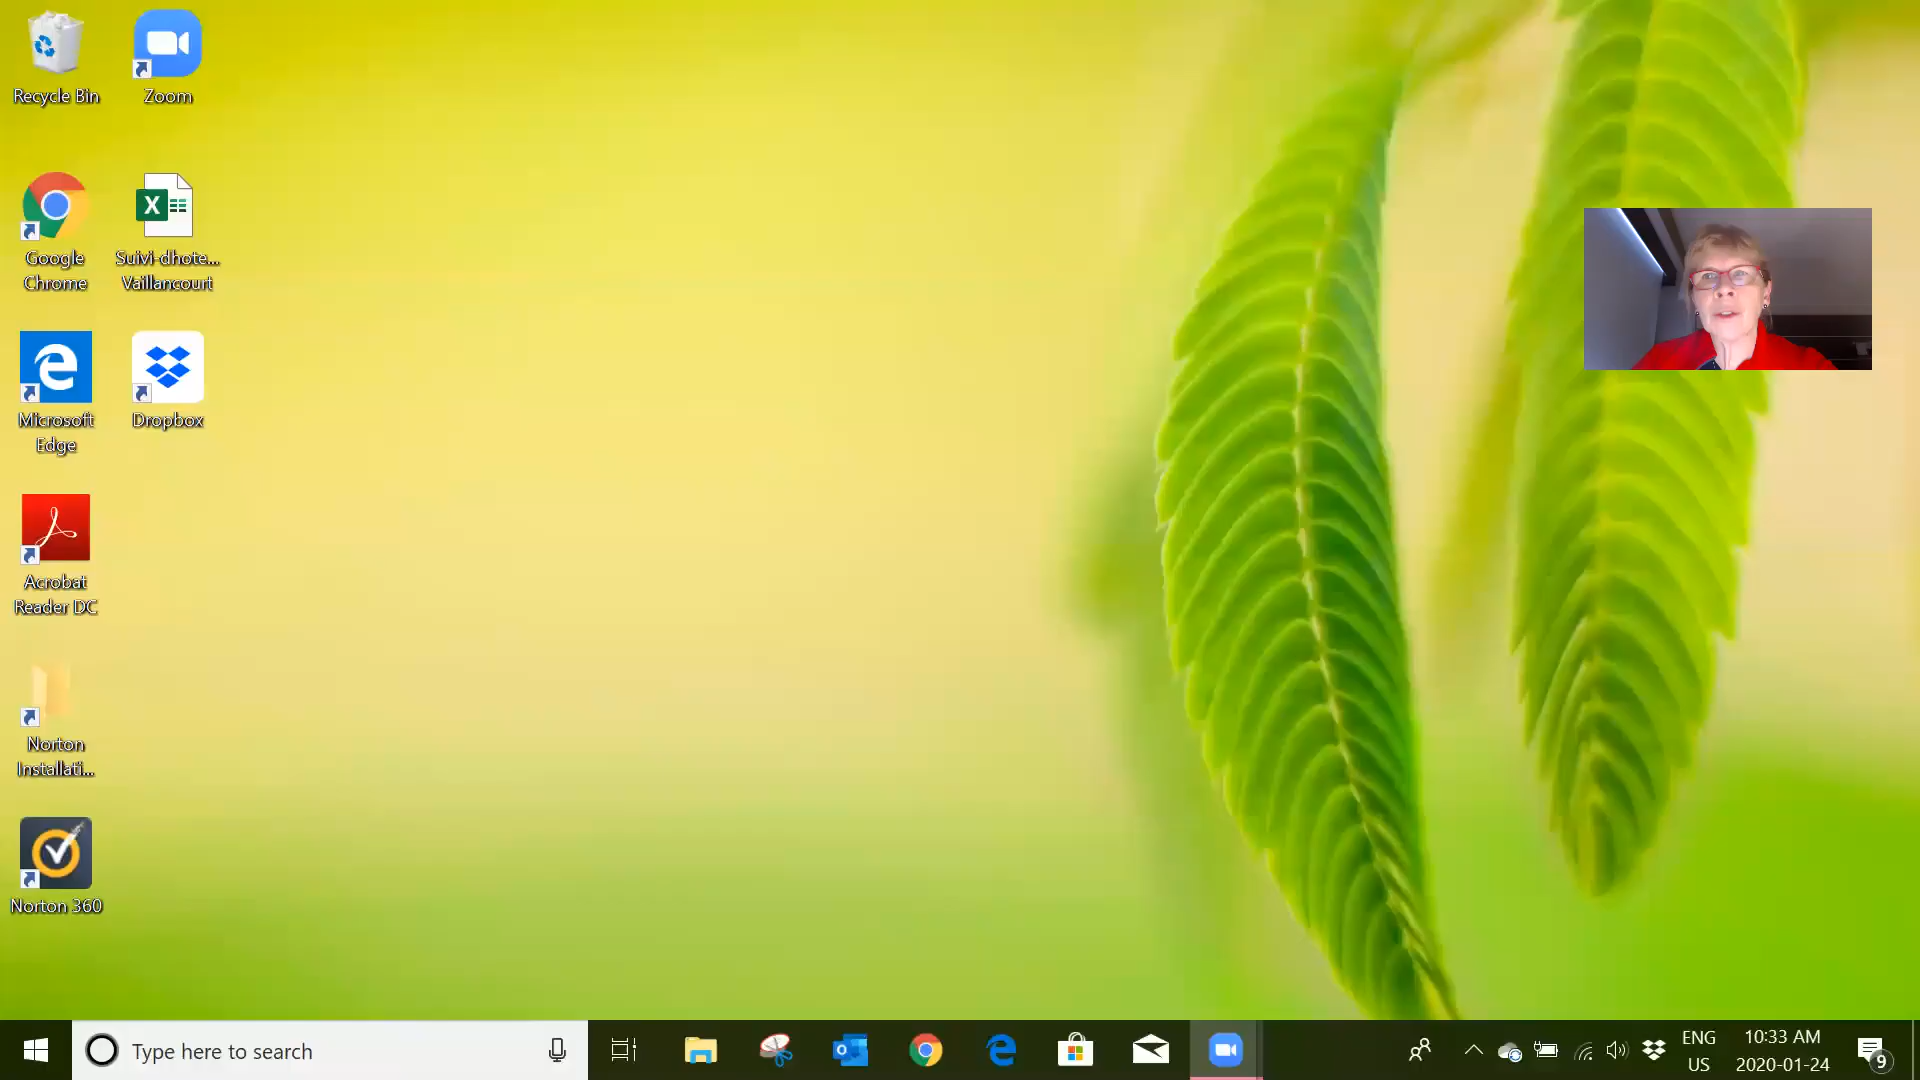 Recycle Bin
Zoom
Google
Chrome
Suivi-dhote...
Vaillancourt
Microsoft
Edge
Dropbox
Acrobat
Reader DC
Norton
Installati...
Norton 360
Type here to search
ENG
US
10:33 AM
2020-01-24
9